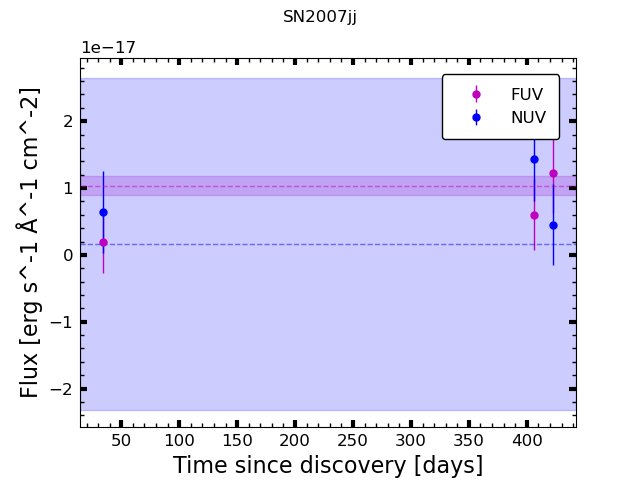 SN2007jj
1e−17
FUV
NUV
2
1
0
−1
−2
Flux [erg s^-1 Å^-1 cm^-2]
50 100 150 200 250 300 350 400
Time since discovery [days]